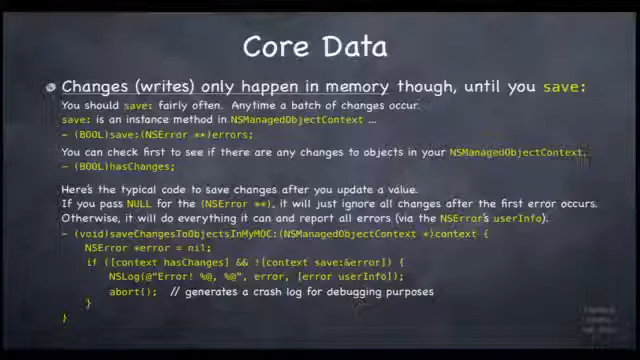 Core Data
Changes (writes) only happen in memory though, until you save:
You should save: fairly often. Anytime a batch of changes occur.
save: is an instance method in NSManagedObjectContext ...
- (BOOL)save:(NSError **)errors;
You can check first to see if there are any changes to objects in your NSManagedObjectContext.
- (BOOL)hasChanges;
Here's the typical code to save changes after you update a value.
If you pass NULL for the (NSError **), it will just ignore all changes after the first error occurs.
Otherwise, it will do everything it can and report all errors (via the NSError's userInfo).
- (void)saveChangesToObjectsInMyMOC:(NSManagedObjectContext *)context {
NSError *error = nil;
if ([context hasChanges] && ![context save:&error]) {
NSLog(@"Error! %@, %@", error, [error userInfo]);
abort(); // generates a crash log for debugging purposes
}
}